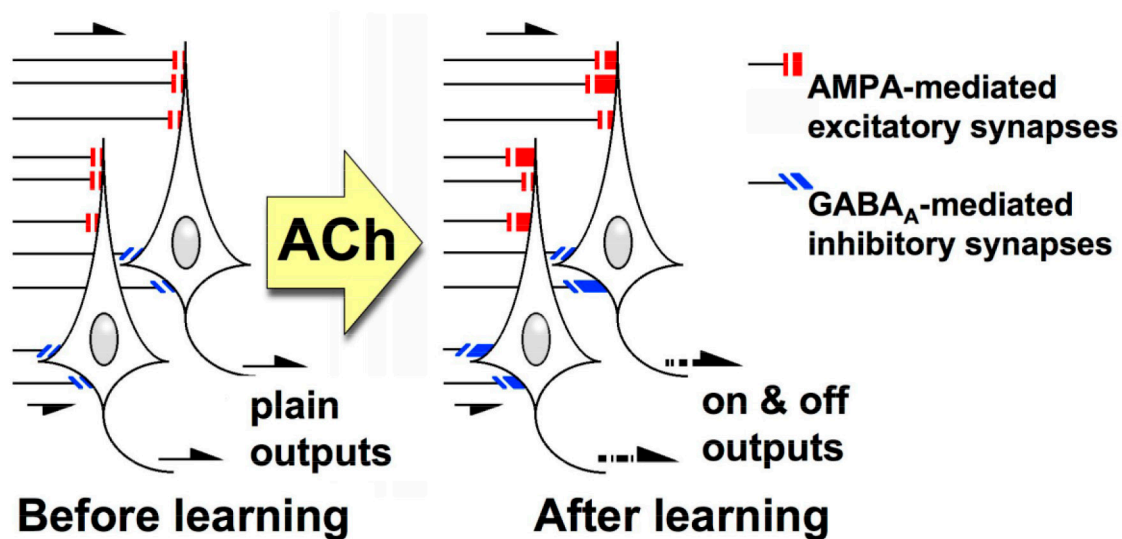 AMPA-mediated
excitatory synapses
GABAA-mediated
inhibitory synapses
ACh
plain
outputs
on & off
outputs
Before learning
After learning